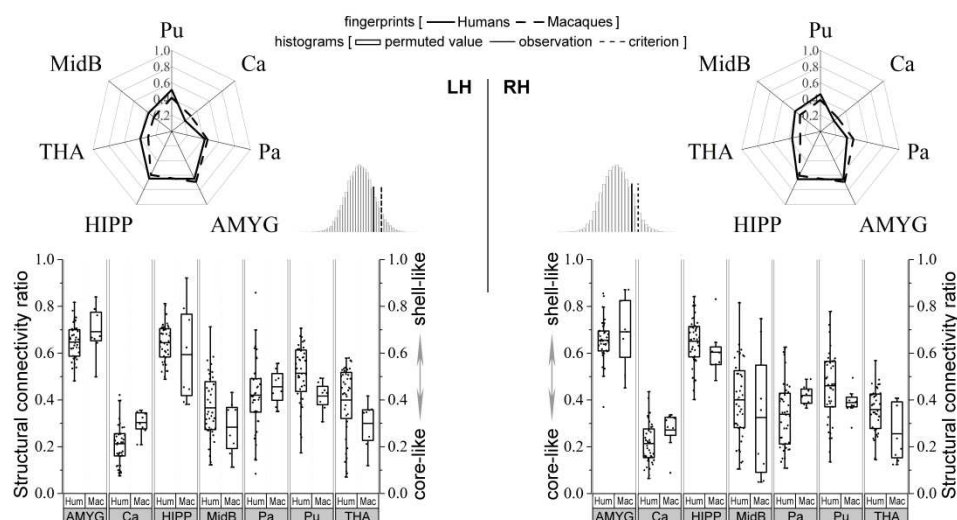 fingerprints [ Humans Macaques ]
histograms [ permuted value observation criterion ]
LH RH
Pu
Ca
Pa
AMYG
HIPP
THA
MidB
1.0
0.8
0.6
0.4
0.2
Pu
Ca
Pa
AMYG
HIPP
THA
MidB
1.0
0.8
0.6
0.4
0.2
Structural connectivity ratio
1.0
0.8
0.6
0.4
0.2
0.0
1.0
0.8
0.6
0.4
0.2
0.0
core-like shell-like
Hum Mac Hum Mac Hum Mac Hum Mac Hum Mac Hum Mac Hum Mac
AMYG Ca HIPP MidB Pa Pu THA
core-like shell-like
1.0
0.8
0.6
0.4
0.2
0.0
1.0
0.8
0.6
0.4
0.2
0.0
Structural connectivity ratio
Hum Mac Hum Mac Hum Mac Hum Mac Hum Mac Hum Mac Hum Mac
AMYG Ca HIPP MidB Pa Pu THA